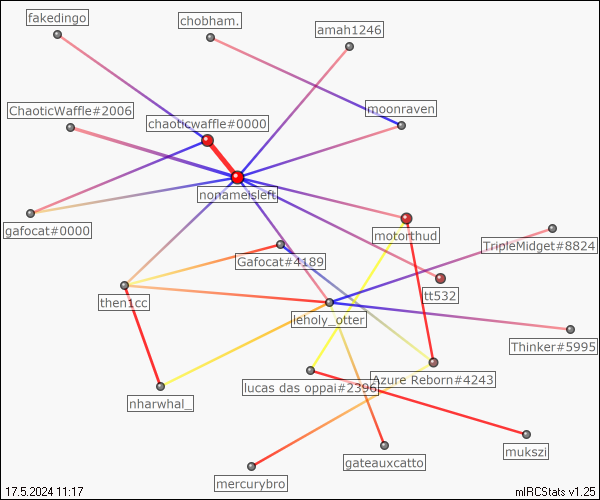 fakedingo
chobham.
amah1246
ChaoticWaffle#2006
moonraven
chaoticwaffle#0000
nonameisleft
gafocat#0000
motorthud
TripleMidget#8824
Gafocat#4189
tt532
then1cc
leholy_otter
Thinker#5995
Azure Reborn#4243
lucas das oppai#2396
nharwhal_
mukszi
gateauxcatto
mercurybro
17.5.2024 11:17
mIRCStats v1.25